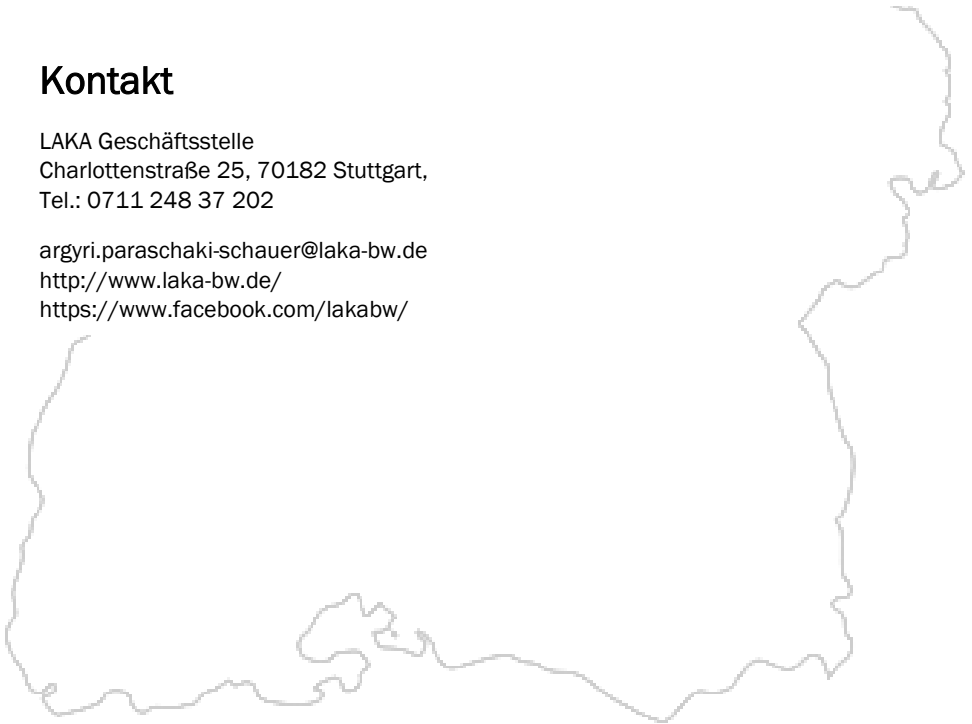 Kontakt
LAKA Geschäftsstelle
Charlottenstraße 25, 70182 Stuttgart,
Tel.: 0711 248 37 202
argyri.paraschaki-schauer@laka-bw.de
http://www.laka-bw.de/
https://www.facebook.com/lakabw/